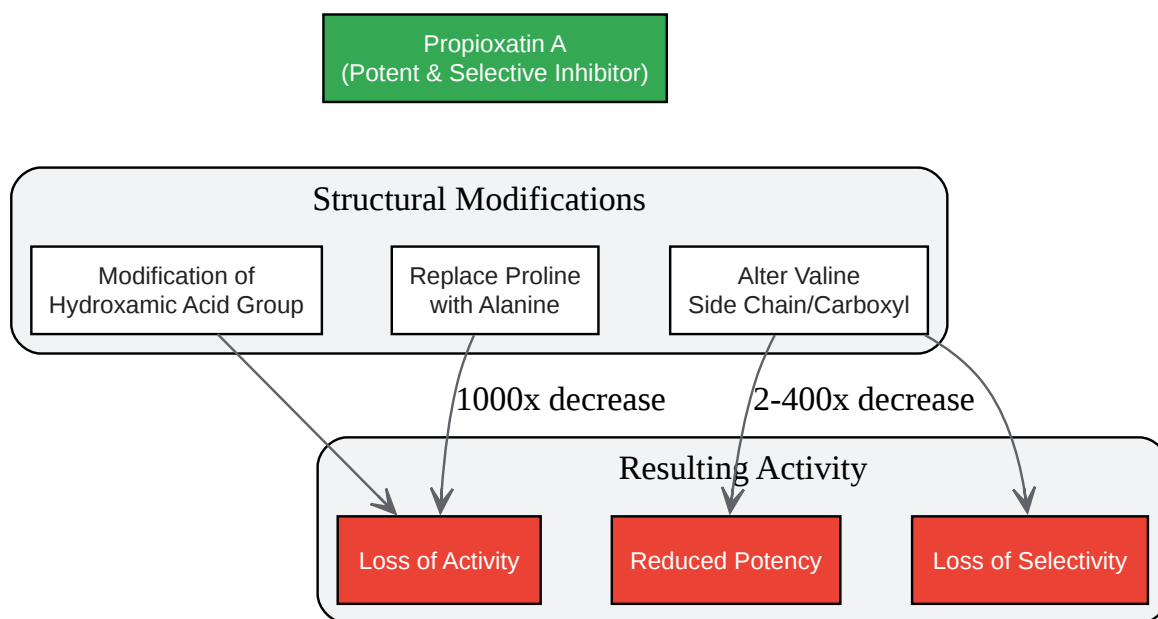 Propioxatin A
(Potent & Selective Inhibitor)
Structural Modifications
Modification of
Hydroxamic Acid Group
Replace Proline
with Alanine
Alter Valine
Side Chain/Carboxyl
1000x decrease
2-400x decrease
Resulting Activity
Loss of Activity
Reduced Potency
Loss of Selectivity